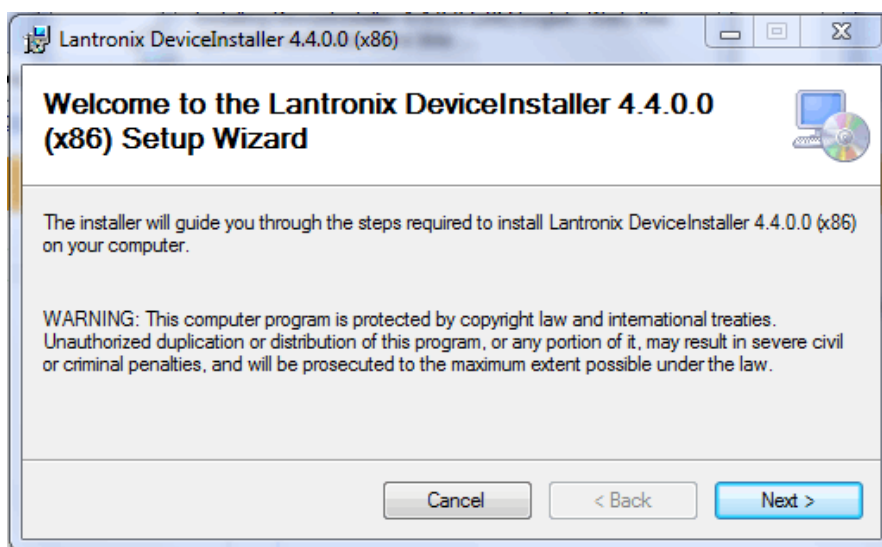 Lantronix DeviceInstaller 4.4.0.0 (x86)
Welcome to the Lantronix DeviceInstaller 4.4.0.0
(x86) Setup Wizard
The installer will guide you through the steps required to install Lantronix DeviceInstaller 4.4.0.0 (x86)
on your computer.
WARNING: This computer program is protected by copyright law and international treaties.
Unauthorized duplication or distribution of this program, or any portion of it, may result in severe civil
or criminal penalties, and will be prosecuted to the maximum extent possible under the law.
Cancel
< Back
Next >